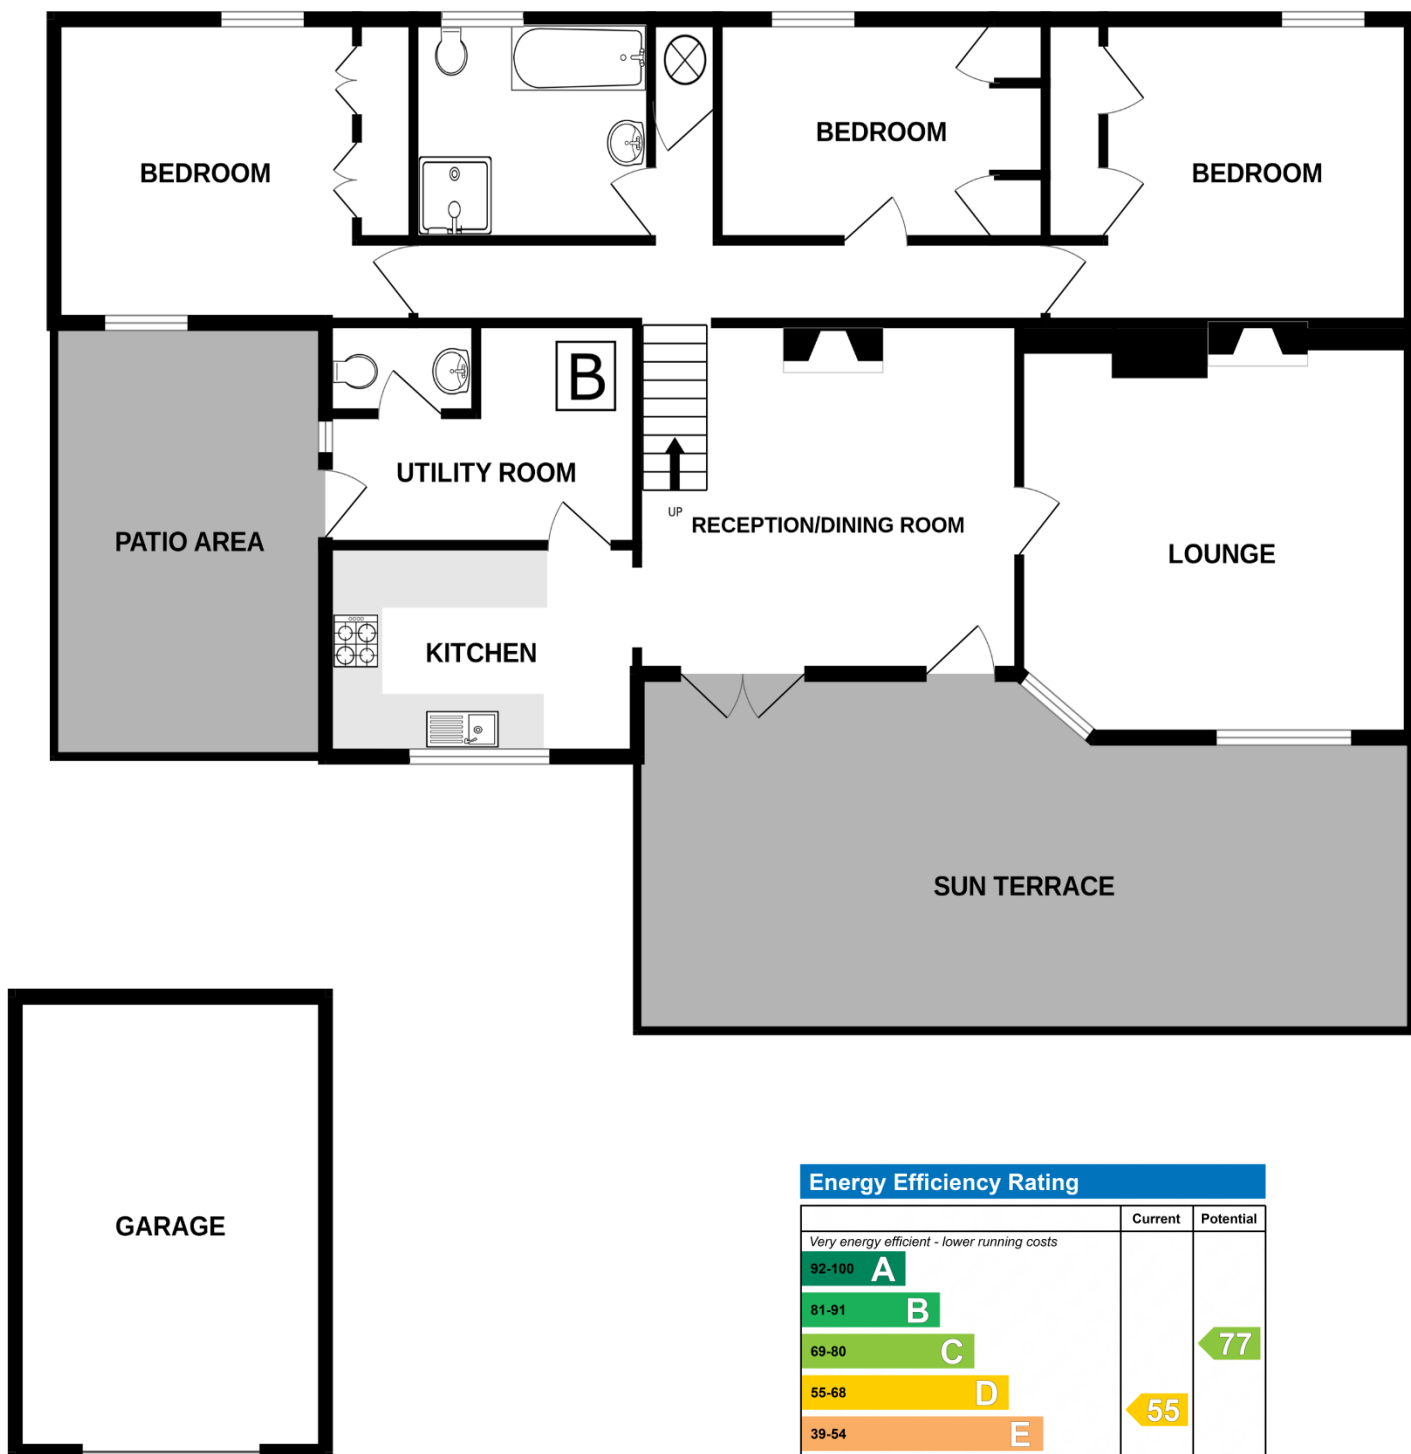 BEDROOM
BEDROOM
BEDROOM
B
UTILITY ROOM
UP
RECEPTION/DINING ROOM
PATIO AREA
LOUNGE
KITCHEN
SUN TERRACE
GARAGE
Energy Efficiency Rating
Current Potential
Very energy efficient - lower running costs
92-100 A
81-91 B
69-80 C 77
55-68 D 55
39-54 E